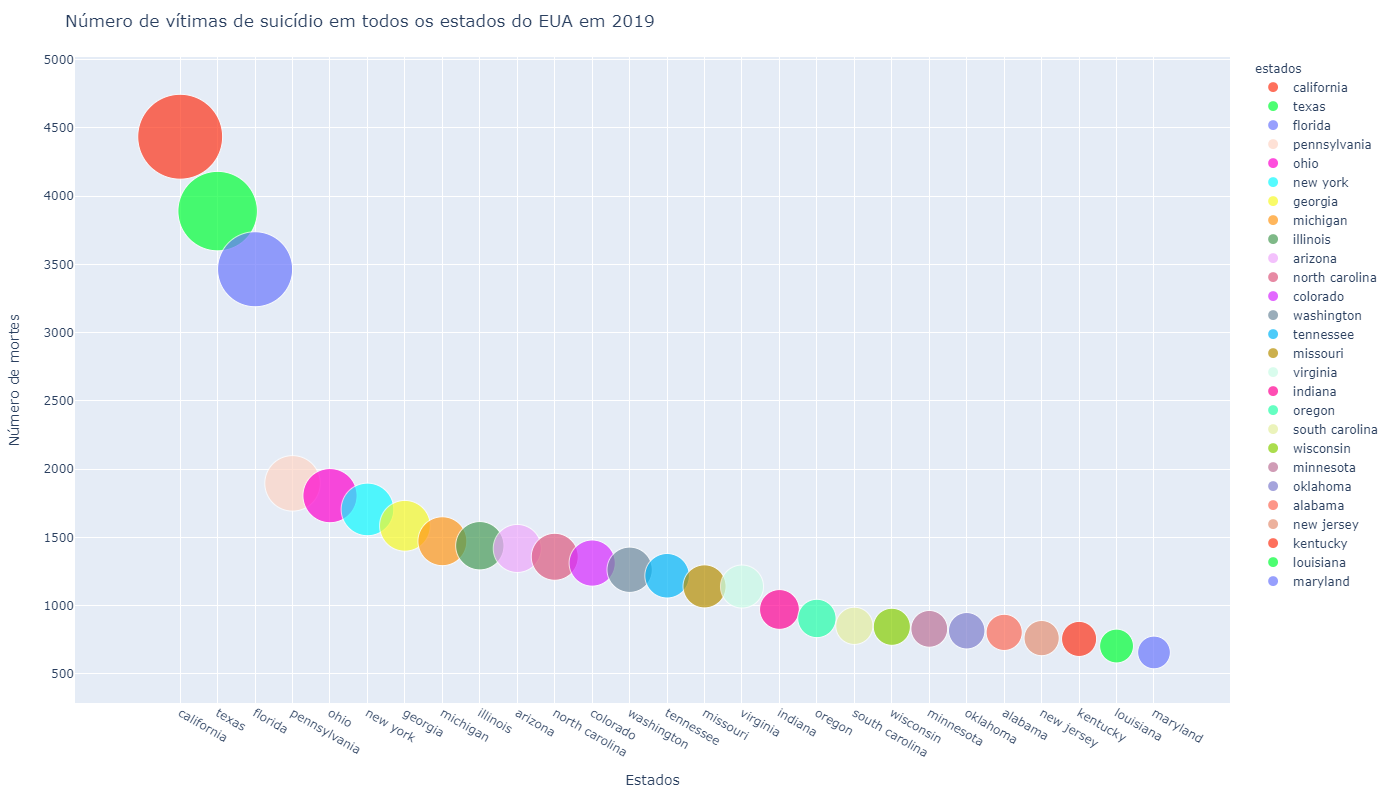 Número de vítimas de suicídio em todos os estados do EUA em 2019
5000
4500
4000
3500
3000
2500
2000
1500
1000
500
Número de mortes
california
texas
florida
pennsylvania
ohio
new york
georgia
michigan
illinois
arizona
north carolina
colorado
washington
tennessee
missouri
virginia
indiana
oregon
south carolina
wisconsin
minnesota
oklahoma
alabama
new jersey
kentucky
louisiana
maryland
Estados
estados
california
texas
florida
pennsylvania
ohio
new york
georgia
michigan
illinois
arizona
north carolina
colorado
washington
tennessee
missouri
virginia
indiana
oregon
south carolina
wisconsin
minnesota
oklahoma
alabama
new jersey
kentucky
louisiana
maryland